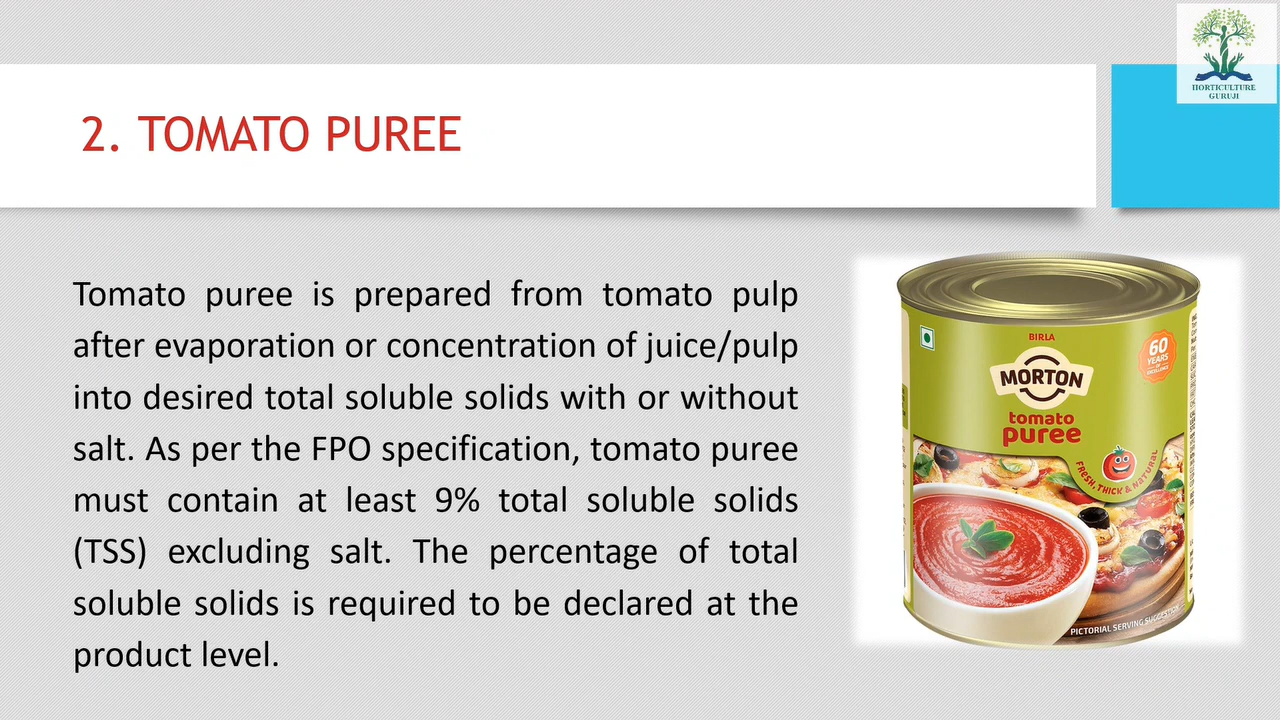 HORTICULTURE
GURUJI
2. TOMATO PUREE
Tomato puree is prepared from tomato pulp
after evaporation or concentration of juice/pulp
into desired total soluble solids with or without
salt. As per the FPO specification, tomato puree
must contain at least 9% total soluble solids
(TSS) excluding salt. The percentage of total
soluble solids is required to be declared at the
product level.
BIRLA
MORTON
tomato
puree
60
YEARS
OF
EXCELLENCE
FRESH, THICK & NATURAL
PICTORIAL SERVING SUGGESTION